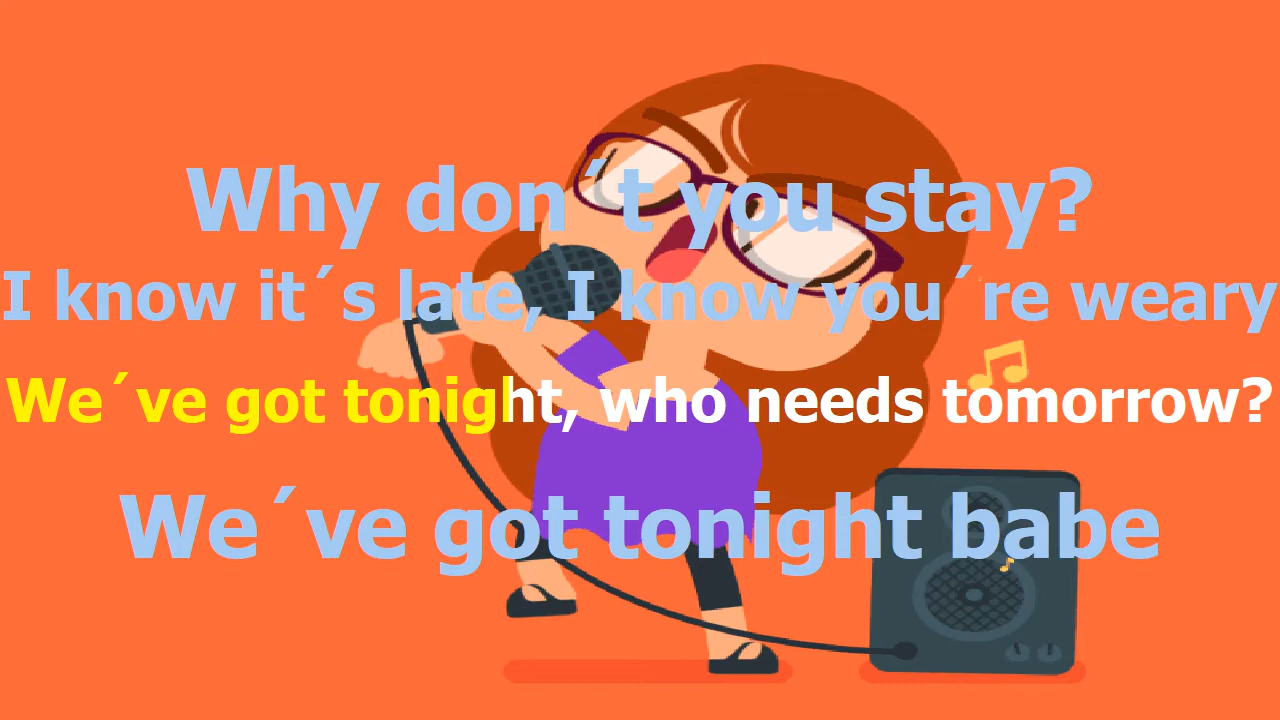 Why don´t you stay?
I know it´s late, I know you´re weary
We´ve got tonight, who needs tomorrow?
We´ve got tonight babe